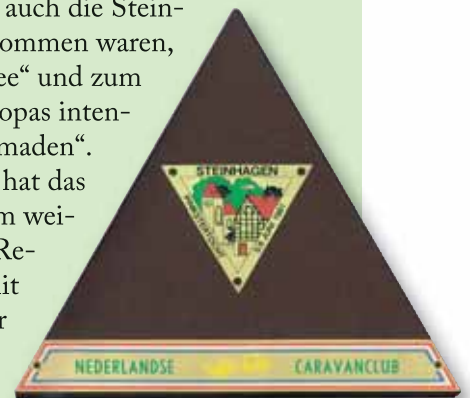 auch die Stein-
ommen waren,
ee“ und zum
opas inten-
maden“.
hat das
m wei-
Re-
it
r
STEINHAGEN
NEDERLANDSE CARAVANCLUB